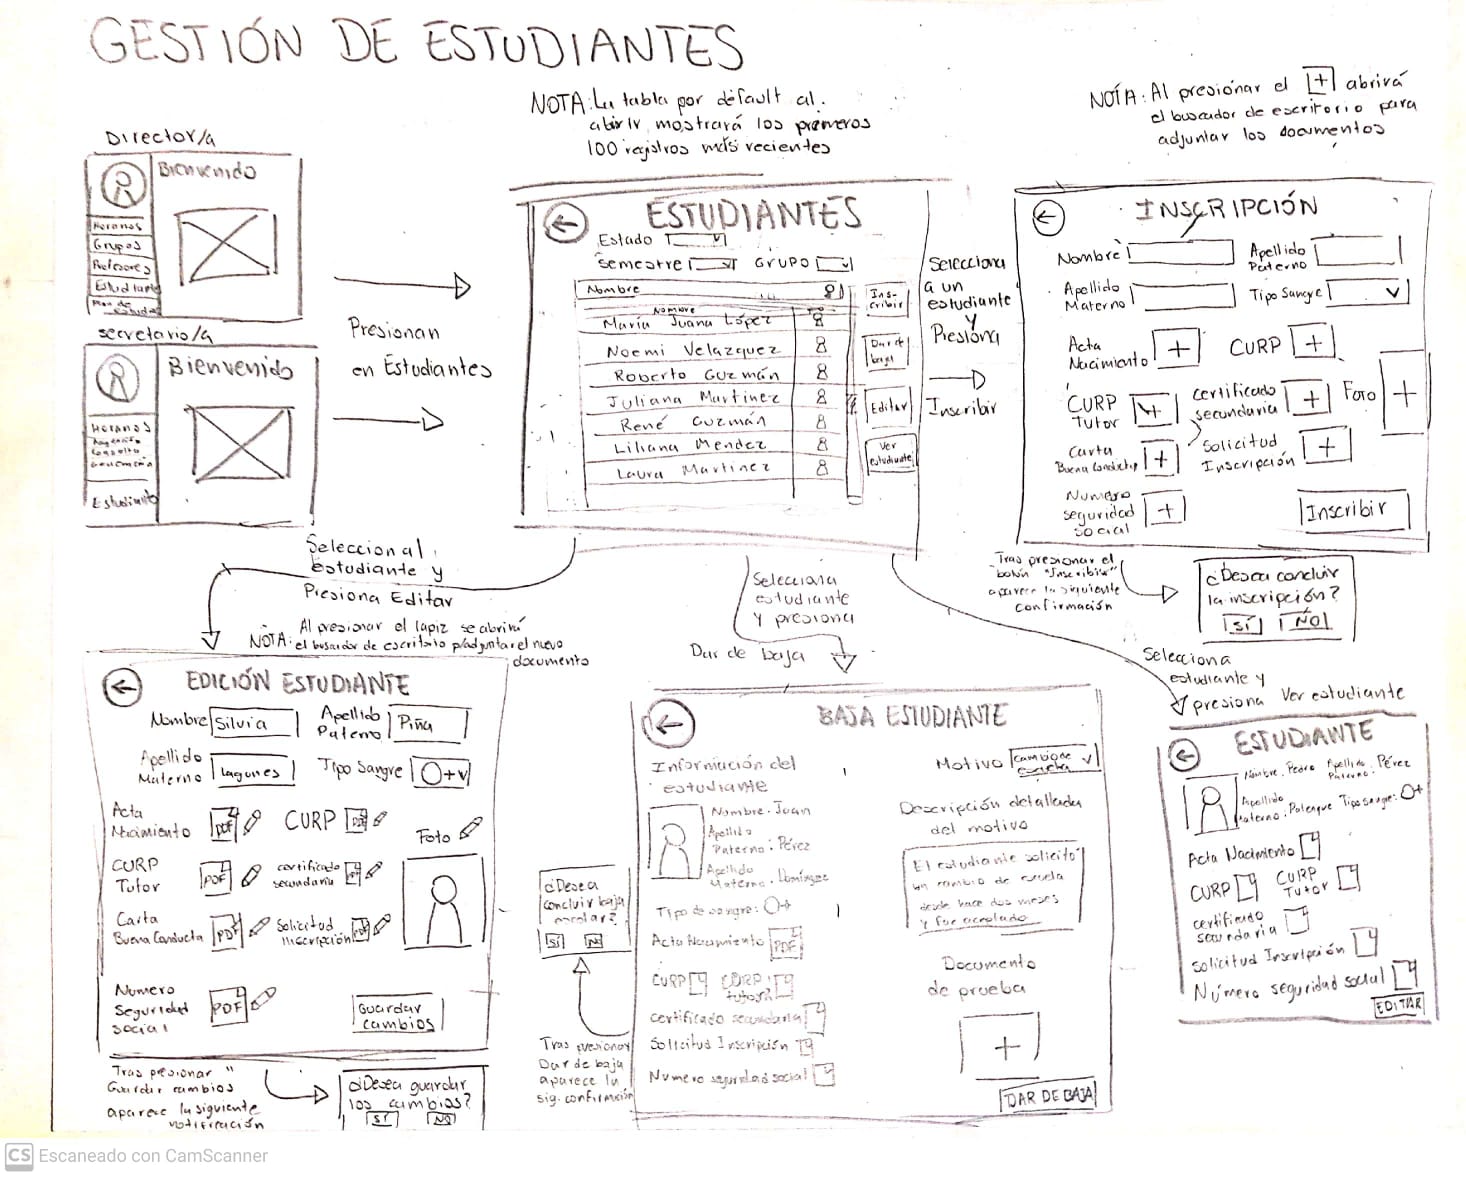 GESTIÓN DE ESTUDIANTES
NOTA: La tabla por default al
abrir mostrará los primeros
100 registros más recientes
NOTA: Al presionar el + abrirá
el buscador de escritorio para
adjuntar los documentos
Director/a
Bienvenido
Horarios
Grupos
Profesores
Estudiante
Plan de
secretario/a
Bienvenido
Horarios
Estudiante
Presionan
en Estudiantes
ESTUDIANTES
Estado
Semestre GRUPO
Nombre
Nombre
María Juana López
Noemi Velazquez
Roberto Guzmán
Juliana Martinez
René Guzmán
Liliana Mendez
Laura Martinez
Ins-
cribir
Dar de
baja
Editar
Ver
estudiante
Selecciona
a un
estudiante
y
Presiona
Inscribir
INSCRIPCIÓN
Nombre
Apellido
Paterno
Apellido
Materno
Tipo Sangre
Acta
Nacimiento
+
CURP
+
CURP
Tutor
+
certificado
secundaria
+
Foto
+
Carta
Buena Conducta
+
Solicitud
Inscripción
+
Numero
seguridad
social
+
Inscribir
Tras presionar el
botón "Inscribir"
aparece la siguiente
confirmación
¿Desea concluir
la inscripción?
SÍ NO
Seleccion al
Estudiante y
Presiona Editar
Al presionar el lapiz se abrirá
NOTA: el buscador de escritorio p/adjuntar el nuevo
documento
EDICIÓN ESTUDIANTE
Nombre Silvia
Apellido
Paterno
Piña
Apellido
Materno
Lagunes
Tipo Sangre O+
Acta
Nacimiento
PDF
CURP
PDF
Foto
CURP
Tutor
PDF
certificado
secundaria
Carta
Buena Conducta
PDF
Solicitud
Inscripción
Numero
Seguridad
social
PDF
Guardar
cambios
Tras presionar "
Guardar cambios
aparece la siguiente
notificación
¿Desea guardar
los cambios?
SÍ NO
Selecciona
estudiante
y presiona
Dar de baja
BAJA ESTUDIANTE
Información del
estudiante
Nombre. Juan
Apellido
Paterno: Pérez
Apellido
Materno.
Tipo de sangre: O+
Acta Nacimiento PDF
CURP
CURP
tutor
certificado secundaria
Solicitud Inscripción
Numero seguridad social
Motivo
Descripción detallada
del motivo
El estudiante solicitó
un cambio de escuela
desde hace dos meses
y fue aceptado
Documento
de prueba
+
DAR DE BAJA
¿Desea
concluir baja
escolar?
SÍ NO
Tras presionar
Dar de baja
aparece la
sig. confirmación
Selecciona
estudiante y
presiona Ver estudiante
ESTUDIANTE
Nombre. Pedro
Apellido
Paterno: Pérez
Apellido
Materno: Palenque
Tipo sangre: O+
Acta Nacimiento
CURP
CURP
Tutor
certificado
secundaria
Solicitud Inscripción
Número seguridad social
EDITAR
CS Escaneado con CamScanner